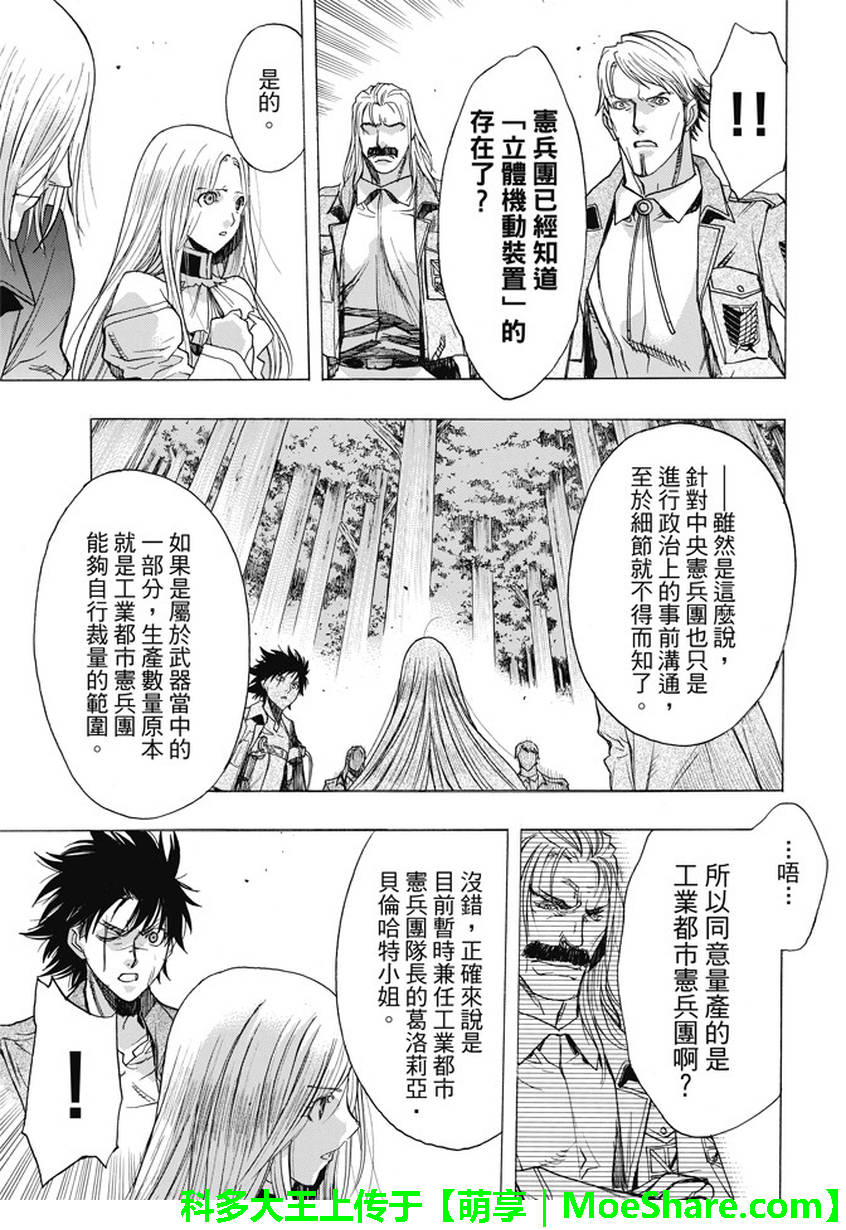 !!
憲兵團已經知道
「立體機動裝置」的
存在了?
是的。
——雖然是這麼說,
針對中央憲兵團也只是
進行政治上的事前溝通,
至於細節就不得而知了。
如果是屬於武器當中的
一部分,生產數量原本
就是工業都市憲兵團
能夠自行裁量的範圍。
…唔…
所以同意量產的是
工業都市憲兵團啊?
沒錯,正確來說是
目前暫時兼任工業都市
憲兵團隊長的葛洛莉亞.
貝倫哈特小姐。
!
科多大王上传于【萌享|MoeShare.com】